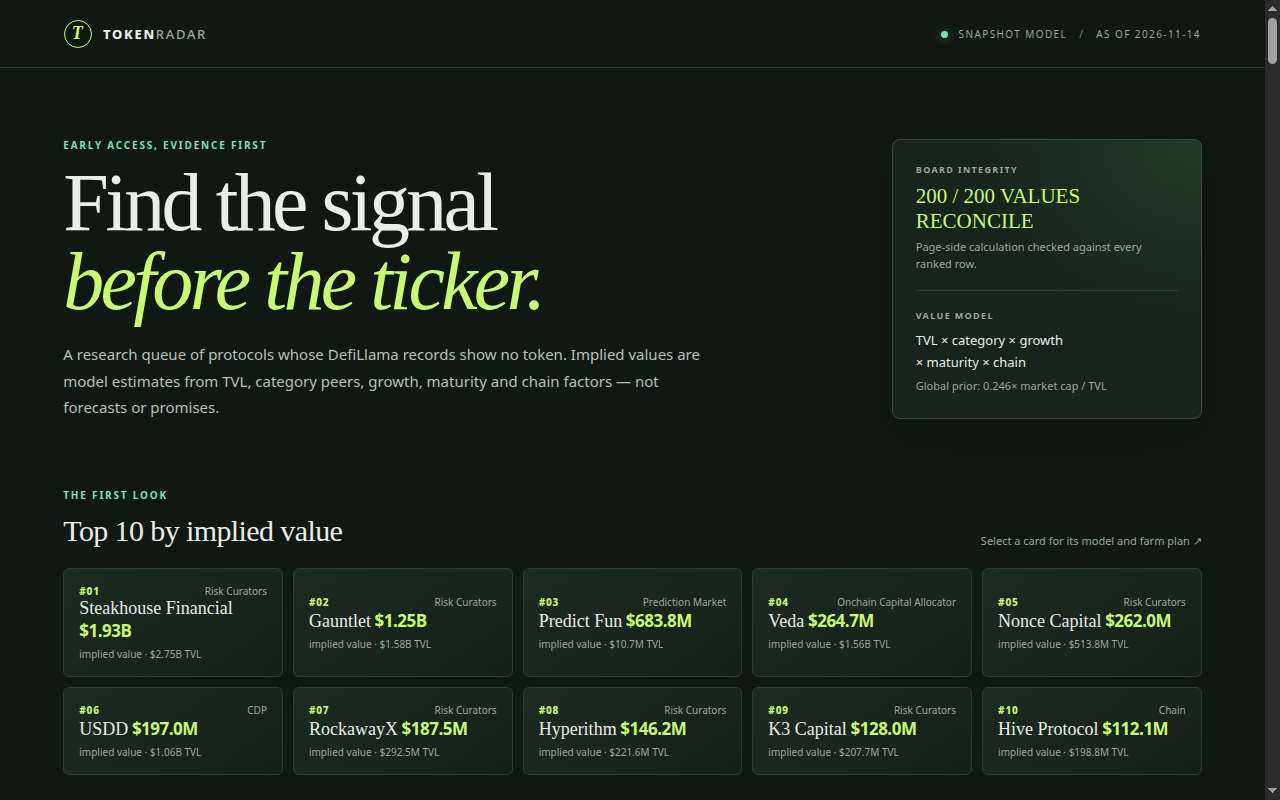 T TOKENRADAR
SNAPSHOT MODEL / AS OF 2026-11-14
EARLY ACCESS, EVIDENCE FIRST
Find the signal
before the ticker.
A research queue of protocols whose DefiLlama records show no token. Implied values are
model estimates from TVL, category peers, growth, maturity and chain factors — not
forecasts or promises.
BOARD INTEGRITY
200 / 200 VALUES
RECONCILE
Page-side calculation checked against every
ranked row.
VALUE MODEL
TVL × category × growth
× maturity × chain
Global prior: 0.246× market cap / TVL
THE FIRST LOOK
Top 10 by implied value
Select a card for its model and farm plan ↗
#01 Risk Curators
Steakhouse Financial
$1.93B
implied value · $2.75B TVL
#02 Risk Curators
Gauntlet $1.25B
implied value · $1.58B TVL
#03 Prediction Market
Predict Fun $683.8M
implied value · $10.7M TVL
#04 Onchain Capital Allocator
Veda $264.7M
implied value · $1.56B TVL
#05 Risk Curators
Nonce Capital $262.0M
implied value · $513.8M TVL
#06 CDP
USDD $197.0M
implied value · $1.06B TVL
#07 Risk Curators
RockawayX $187.5M
implied value · $292.5M TVL
#08 Risk Curators
Hyperithm $146.2M
implied value · $221.6M TVL
#09 Risk Curators
K3 Capital $128.0M
implied value · $207.7M TVL
#10 Chain
Hive Protocol $112.1M
implied value · $198.8M TVL